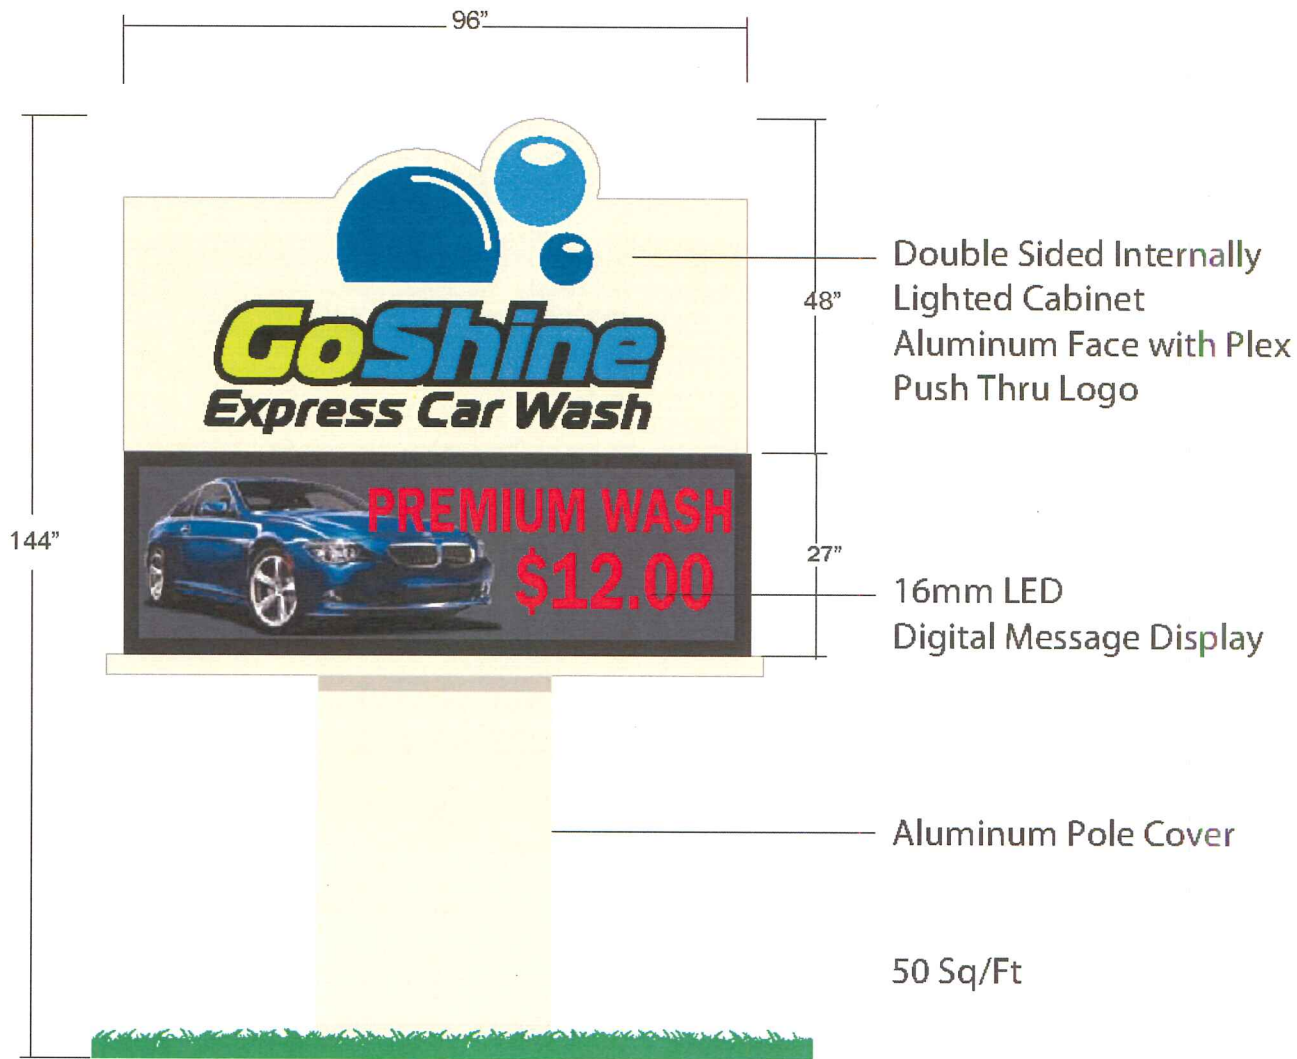 96”
GoShine
Express Car Wash
48”
Double Sided Internally
Lighted Cabinet
Aluminum Face with Plex
Push Thru Logo
PREMIUM WASH
$12.00
144”
27”
16mm LED
Digital Message Display
Aluminum Pole Cover
50 Sq/Ft